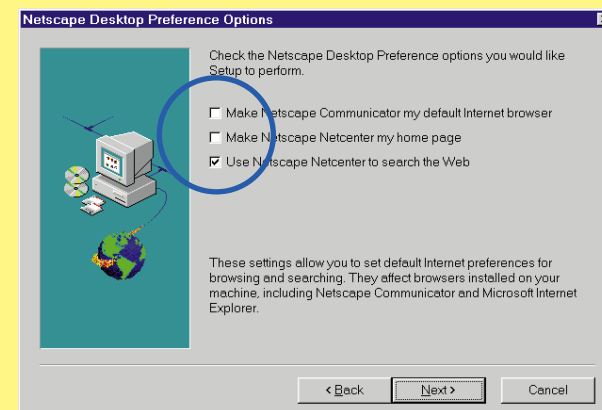 Netscape Desktop Preference Options
Check the Netscape Desktop Preference options you would like
Setup to perform.
Make Netscape Communicator my default Internet browser
Make Netscape Netcenter my home page
Use Netscape Netcenter to search the Web
These settings allow you to set default Internet preferences for
browsing and searching. They affect browsers installed on your
machine, including Netscape Communicator and Microsoft Internet
Explorer.
< Back Next > Cancel